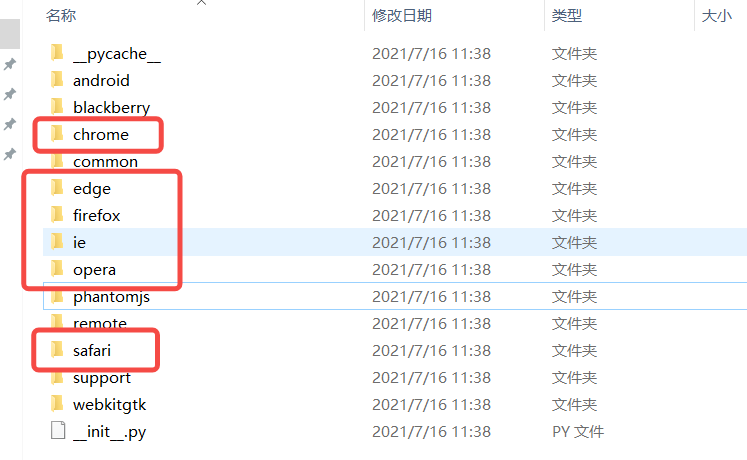 名称 修改日期 类型 大小
__pycache__ 2021/7/16 11:38 文件夹
android 2021/7/16 11:38 文件夹
blackberry 2021/7/16 11:38 文件夹
chrome 2021/7/16 11:38 文件夹
common 2021/7/16 11:38 文件夹
edge 2021/7/16 11:38 文件夹
firefox 2021/7/16 11:38 文件夹
ie 2021/7/16 11:38 文件夹
opera 2021/7/16 11:38 文件夹
phantomjs 2021/7/16 11:38 文件夹
remote 2021/7/16 11:38 文件夹
safari 2021/7/16 11:38 文件夹
support 2021/7/16 11:38 文件夹
webkitgtk 2021/7/16 11:38 文件夹
__init__.py 2021/7/16 11:38 PY 文件